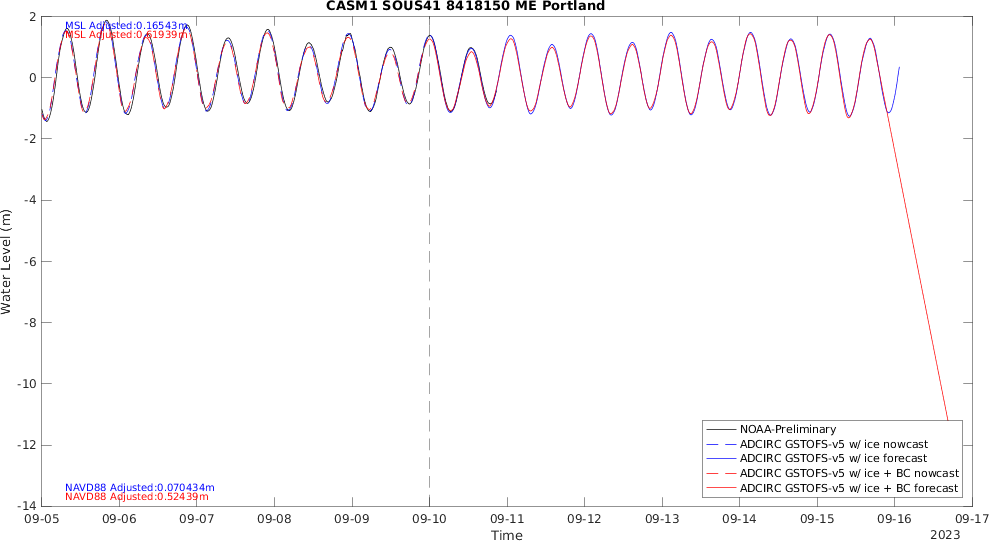 CASM1 SOUS41 8418150 ME Portland
MSL Adjusted:0.16543m
MSL Adjusted:0.61939m
2
0
-2
-4
-6
-8
-10
-12
-14
Water Level (m)
NOAA-Preliminary
ADCIRC GSTOFS-v5 w/ ice nowcast
ADCIRC GSTOFS-v5 w/ ice forecast
ADCIRC GSTOFS-v5 w/ ice + BC nowcast
ADCIRC GSTOFS-v5 w/ ice + BC forecast
NAVD88 Adjusted:0.070434m
NAVD88 Adjusted:0.52439m
09-05 09-06 09-07 09-08 09-09 09-10 09-11 09-12 09-13 09-14 09-15 09-16 09-17
Time
2023